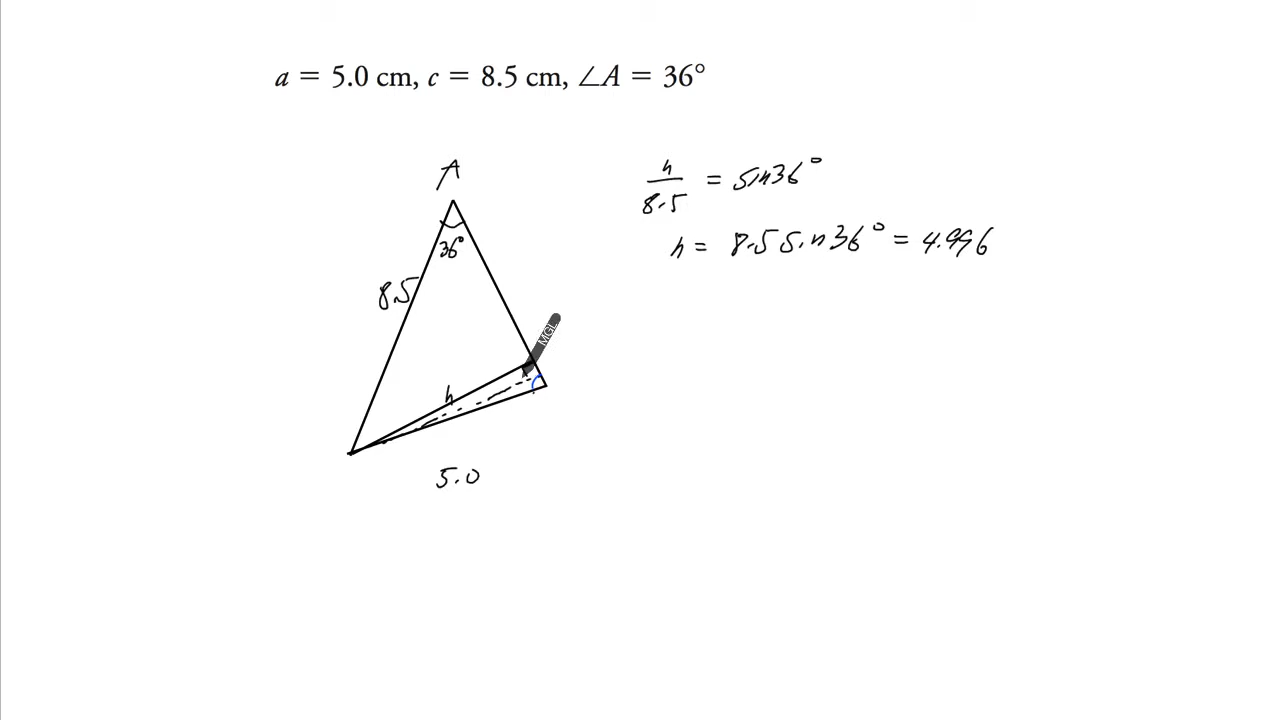 a = 5.0 cm, c = 8.5 cm, ∠A = 36°
A
36°
8.5
MGL
h
5.0
h/8.5 = sin36°
h = 8.5 sin36° = 4.996